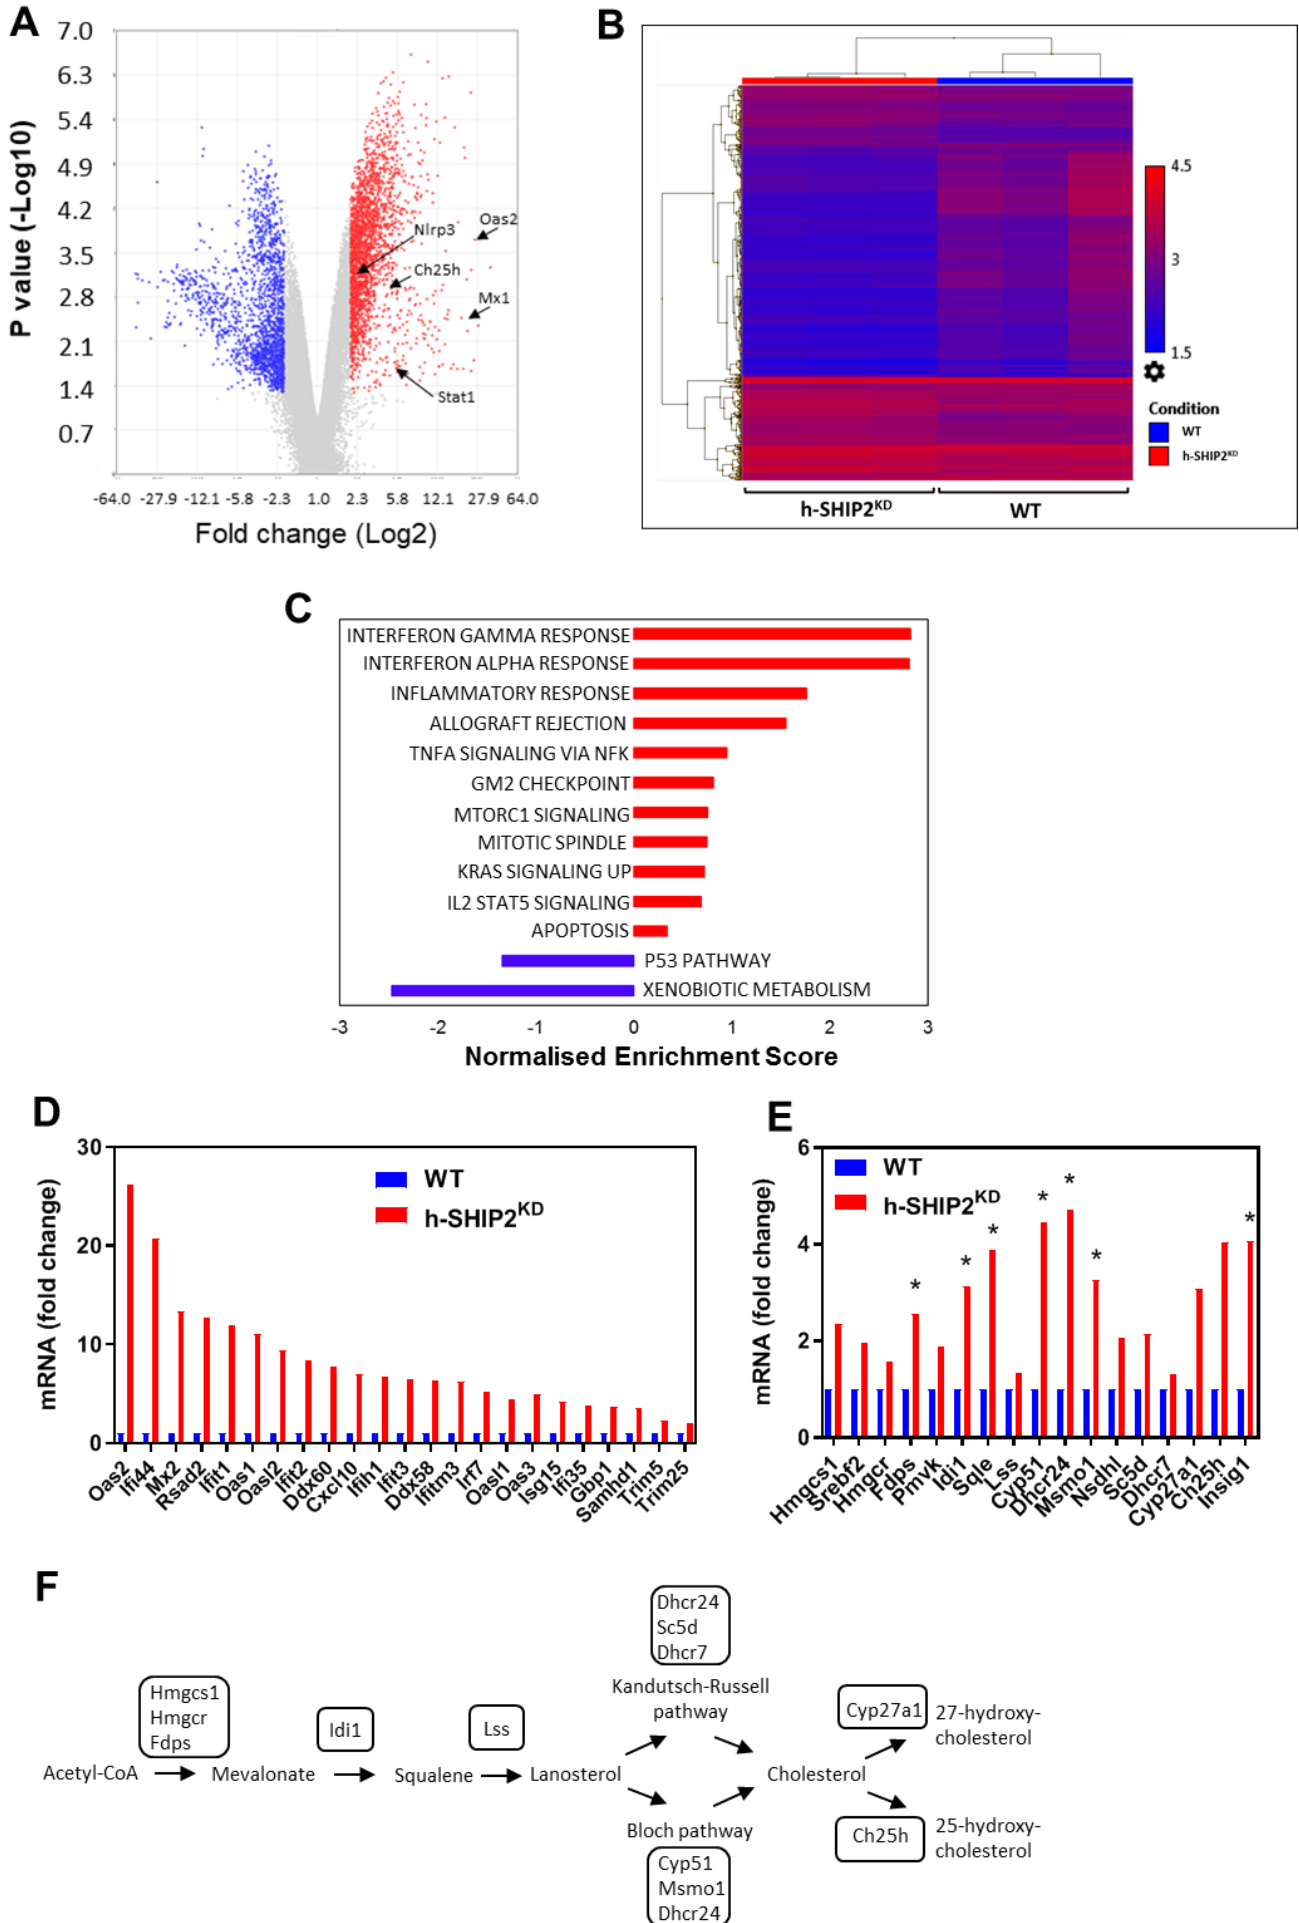 A
P value (-Log10)
7.0
6.3
5.4
4.9
4.2
3.5
2.8
2.1
1.4
0.7
Nlrp3
Oas2
Ch25h
Mx1
Stat1
-64.0 -27.9 -12.1 -5.8 -2.3 1.0 2.3 5.8 12.1 27.9 64.0
Fold change (Log2)
B
4.5
3
1.5
Condition
WT
h-SHIP2KD
h-SHIP2KD
WT
C
INTERFERON GAMMA RESPONSE
INTERFERON ALPHA RESPONSE
INFLAMMATORY RESPONSE
ALLOGRAFT REJECTION
TNFA SIGNALING VIA NFK
GM2 CHECKPOINT
MTORC1 SIGNALING
MITOTIC SPINDLE
KRAS SIGNALING UP
IL2 STAT5 SIGNALING
APOPTOSIS
P53 PATHWAY
XENOBIOTIC METABOLISM
-3 -2 -1 0 1 2 3
Normalised Enrichment Score
D
mRNA (fold change)
30
20
10
0
WT
h-SHIP2KD
Oas2
Ifi44
Mx2
Rsad2
Ifit1
Oas1
Oasl2
Ifit2
Ddx60
Cxcl10
Ifih1
Ifit3
Ddx58
Ifitm3
Irf7
Oasl1
Oas3
Isg15
Ifi35
Gbp1
Samhd1
Trim5
Trim25
E
mRNA (fold change)
6
4
2
0
WT
h-SHIP2KD
* * * * * * *
Hmgcs1
Srebf2
Hmgcr
Fdps
Pmvk
Idi1
Sqle
Lss
Cyp51
Dhcr24
Msmo1
Nsdhl
Sc5d
Dhcr7
Cyp27a1
Ch25h
Insig1
F
Hmgcs1
Hmgcr
Fdps
Acetyl-CoA
Mevalonate
Idi1
Squalene
Lss
Lanosterol
Dhcr24
Sc5d
Dhcr7
Kandutsch-Russell
pathway
Bloch pathway
Cyp51
Msmo1
Dhcr24
Cholesterol
Cyp27a1
27-hydroxy-
cholesterol
Ch25h
25-hydroxy-
cholesterol